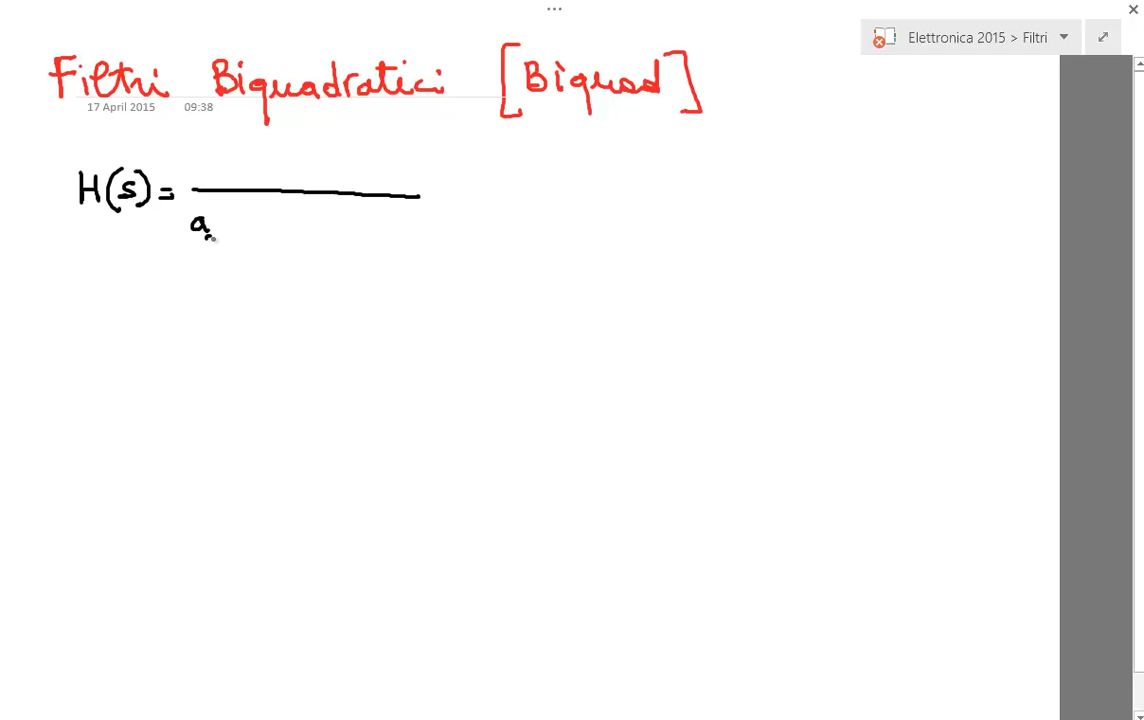 ...
Elettronica 2015 > Filtri
Filtri Biquadratici [Biquad]
17 April 2015 09:38
H(s)=
a